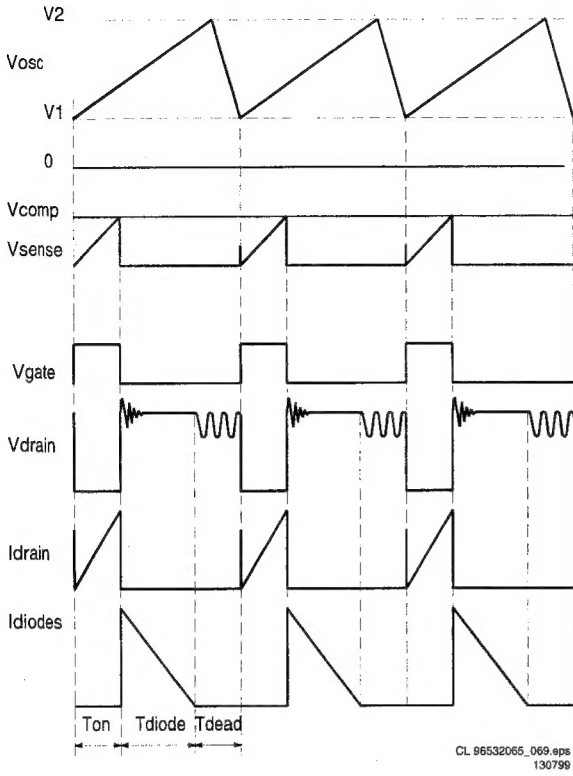 V2
Vosc
V1
0
Vcomp
Vsense
Vgate
Vdrain
Idrain
Idiodes
Ton Tdiode Tdead
CL 96532065_069.eps
130799